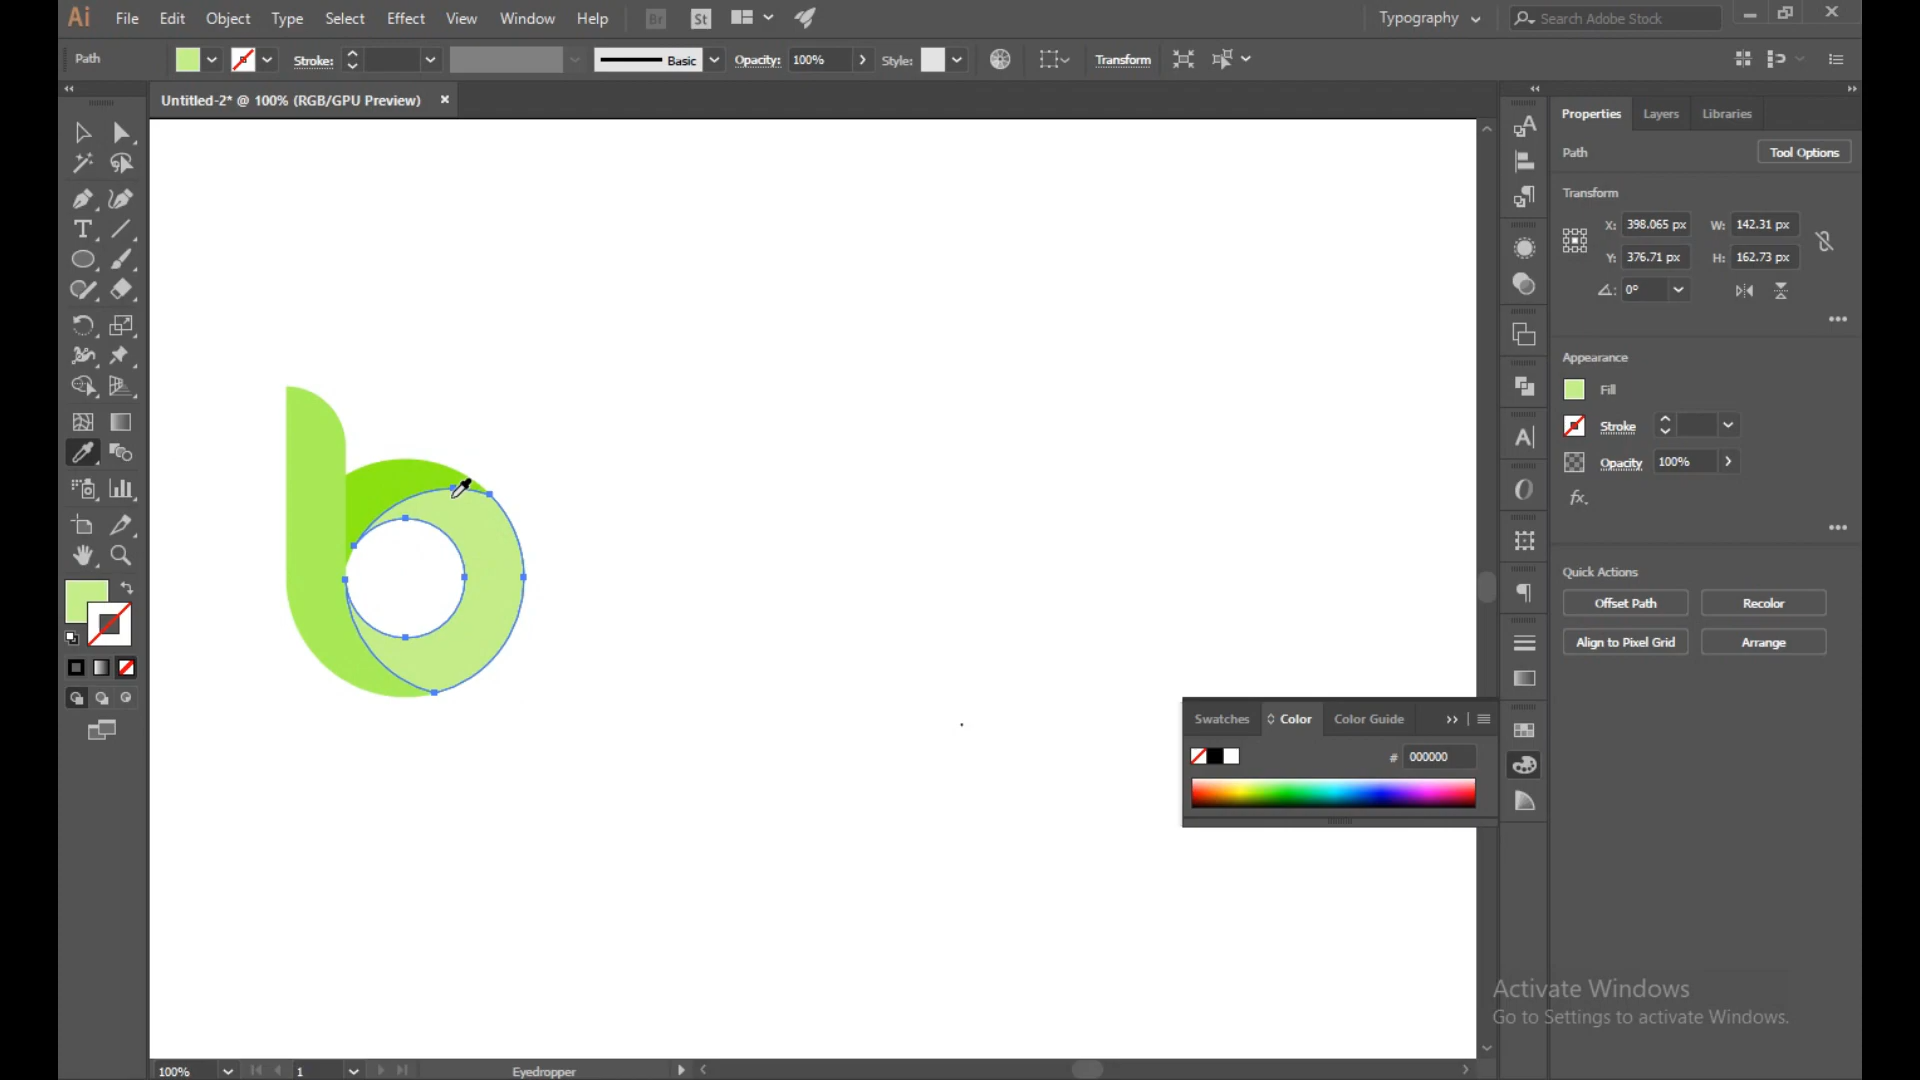 Ai File Edit Object Type Select Effect View Window Help Br St Typography Search Adobe Stock
Path Stroke: Basic Opacity: 100% Style: Transform
Untitled-2* @ 100% (RGB/GPU Preview)
Properties Layers Libraries
Path Tool Options
Transform
X: 398.065 px W: 142.31 px
Y: 376.71 px H: 162.73 px
0°
Appearance
Fill
Stroke
Opacity 100%
fx.
Quick Actions
Offset Path Recolor
Align to Pixel Grid Arrange
Swatches Color Color Guide
# 000000
Activate Windows
Go to Settings to activate Windows.
100% 1 Eyedropper